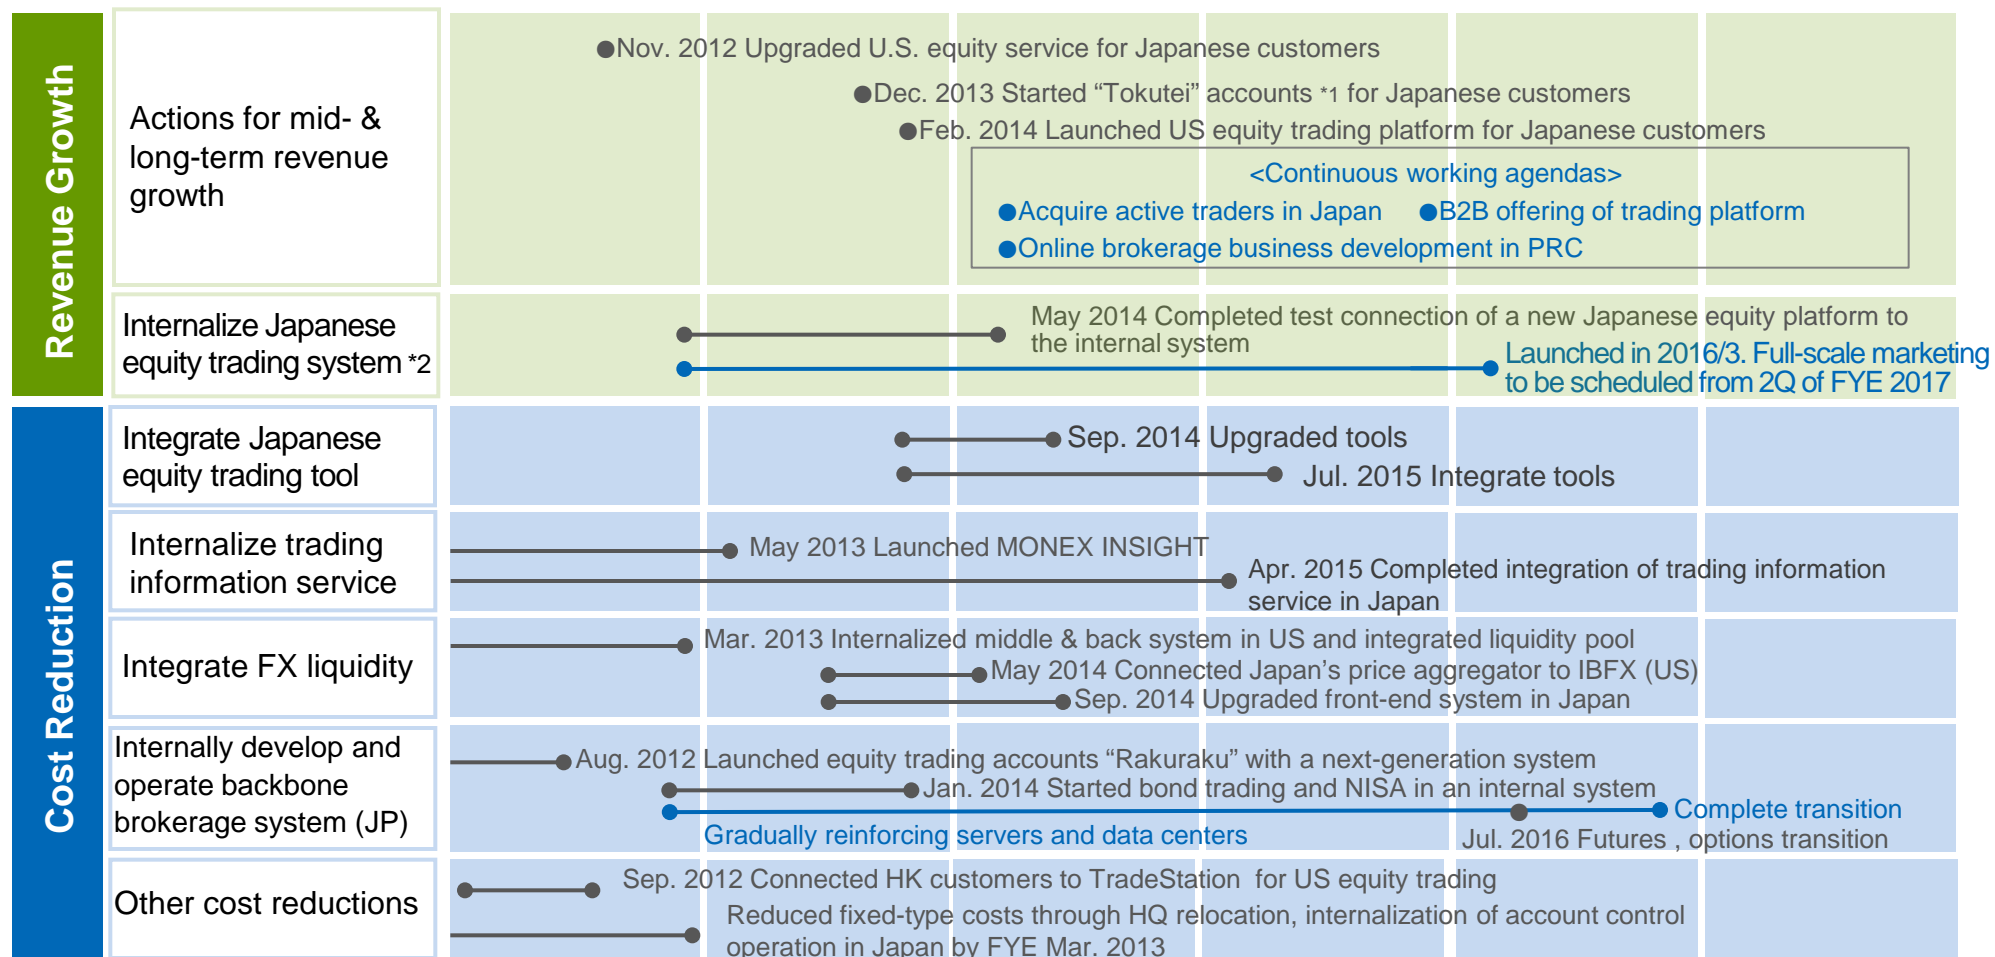 Revenue Growth
Actions for mid- &
long-term revenue
growth
●Nov. 2012 Upgraded U.S. equity service for Japanese customers
●Dec. 2013 Started “Tokutei” accounts *1 for Japanese customers
●Feb. 2014 Launched US equity trading platform for Japanese customers
<Continuous working agendas>
●Acquire active traders in Japan ●B2B offering of trading platform
●Online brokerage business development in PRC
Internalize Japanese
equity trading system *2
May 2014 Completed test connection of a new Japanese equity platform to
the internal system
Launched in 2016/3. Full-scale marketing
to be scheduled from 2Q of FYE 2017
Cost Reduction
Integrate Japanese
equity trading tool
Sep. 2014 Upgraded tools
Jul. 2015 Integrate tools
Internalize trading
information service
May 2013 Launched MONEX INSIGHT
Apr. 2015 Completed integration of trading information
service in Japan
Integrate FX liquidity
Mar. 2013 Internalized middle & back system in US and integrated liquidity pool
May 2014 Connected Japan’s price aggregator to IBFX (US)
Sep. 2014 Upgraded front-end system in Japan
Internally develop and
operate backbone
brokerage system (JP)
Aug. 2012 Launched equity trading accounts “Rakuraku” with a next-generation system
Jan. 2014 Started bond trading and NISA in an internal system
Complete transition
Gradually reinforcing servers and data centers
Jul. 2016 Futures , options transition
Other cost reductions
Sep. 2012 Connected HK customers to TradeStation for US equity trading
Reduced fixed-type costs through HQ relocation, internalization of account control
operation in Japan by FYE Mar. 2013